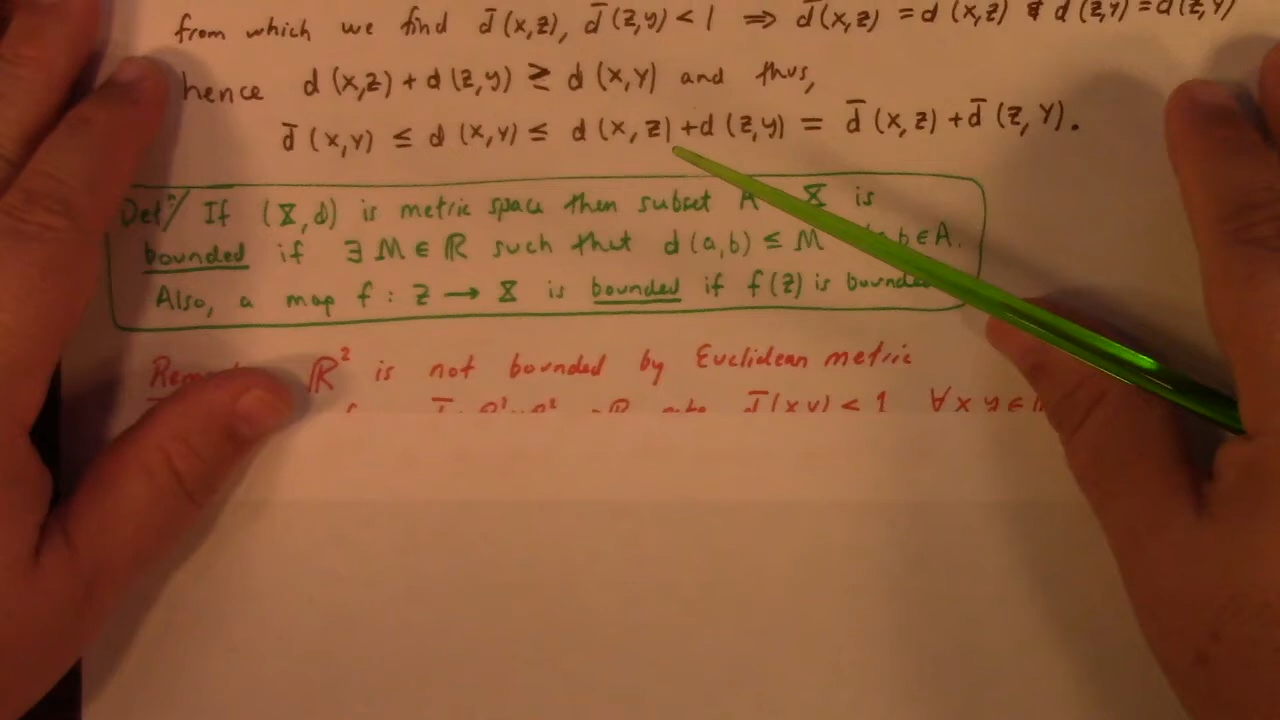 from which we find d̄(x,z), d̄(z,y) < 1 ⟹ d̄(x,z) = d(x,z) & d̄(z,y) = d(z,y)
hence d(x,z) + d(z,y) ≥ d(x,y) and thus,
d̄(x,y) ≤ d(x,y) ≤ d(x,z) + d(z,y) = d̄(x,z) + d̄(z,y).
Defⁿ/ If (X,d) is metric space then subset A X is
bounded if ∃ M ∈ R such that d(a,b) ≤ M b ∈ A.
Also, a map f : Z → X is bounded if f(Z) is
R² is not bounded by Euclidean metric
∀ x, y ∈